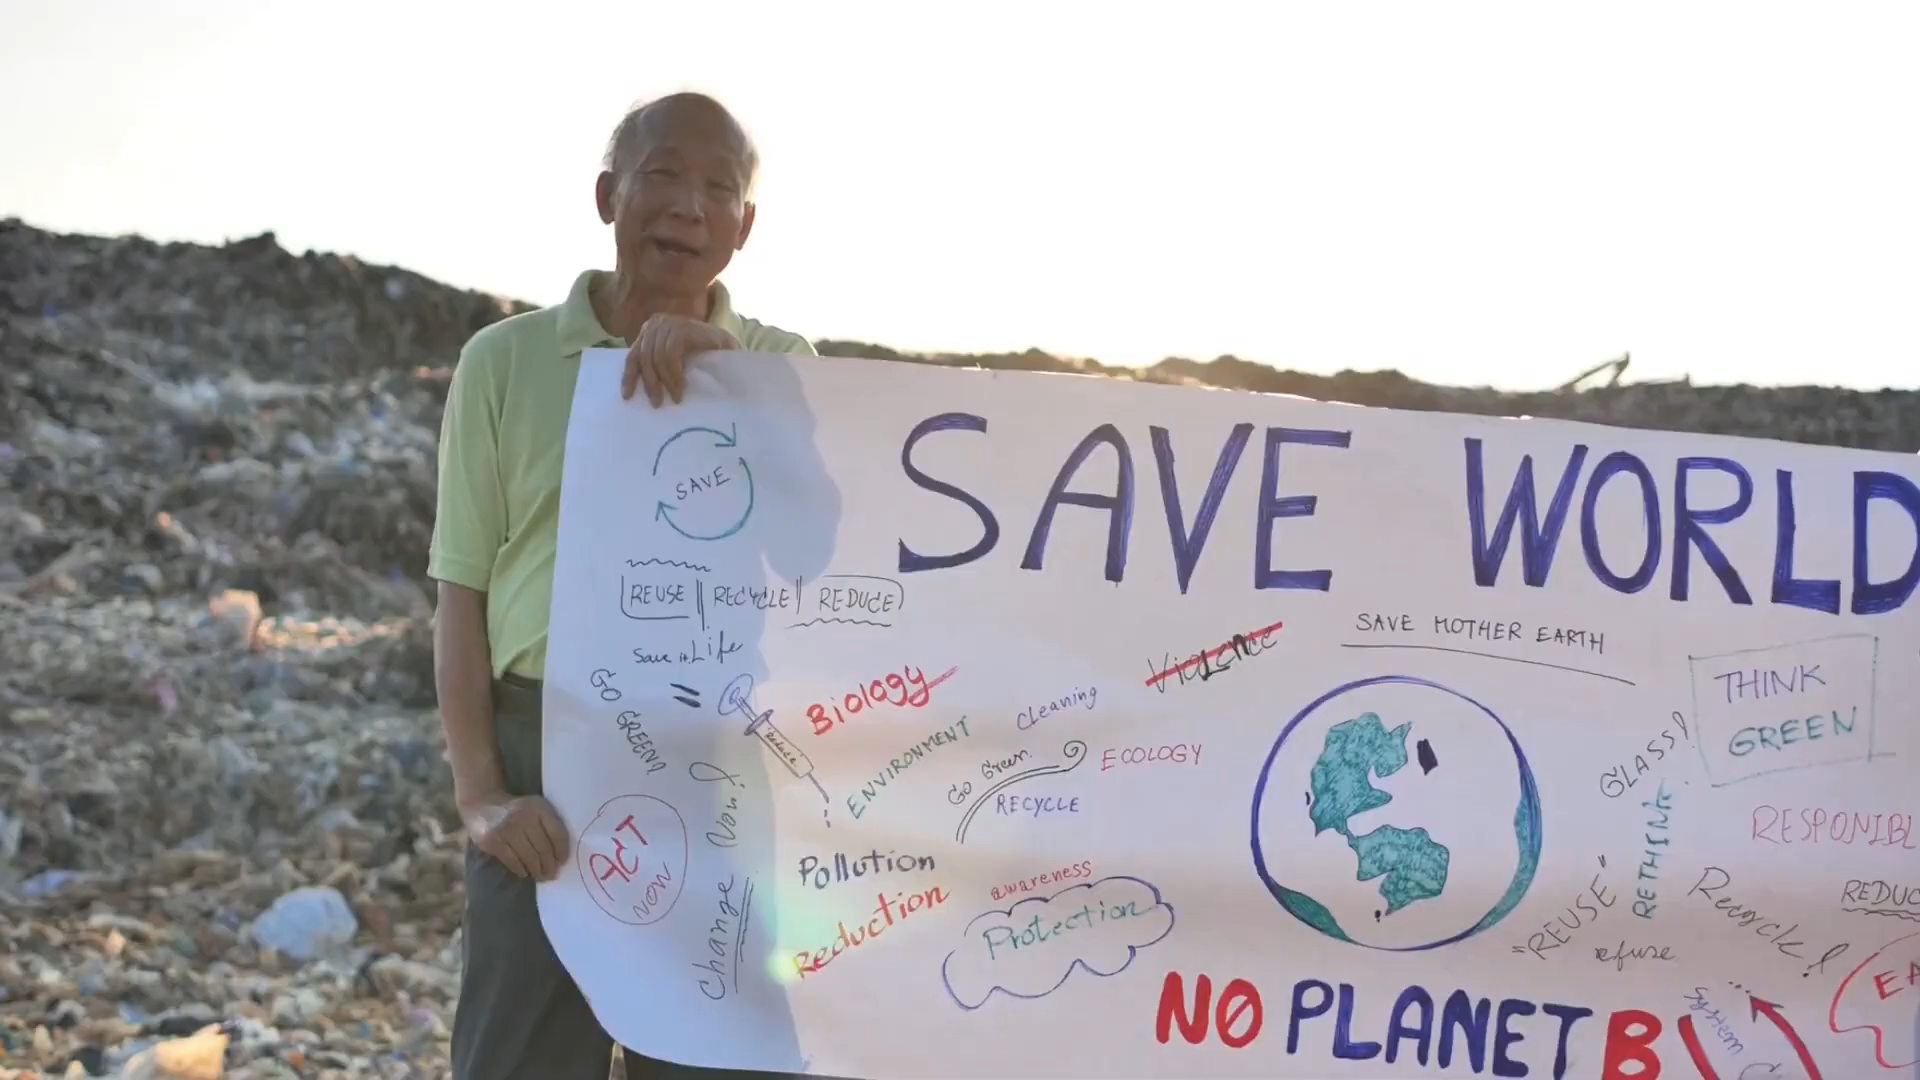 SAVE
SAVE WORLD
REUSE RECYCLE REDUCE
Save it Life
GO GREEN!
Reduce
Biology
Violence
SAVE MOTHER EARTH
THINK
GREEN
Cleaning
ENVIRONMENT
Go Green
RECYCLE
ECOLOGY
GLASS!
RETHINK
RESPONIBL
ACT
NOW
Change Now!
Pollution
Reduction
awareness
Protection
"REUSE"
refuse
Recycle!
REDUC
EA
NO PLANET B
System C